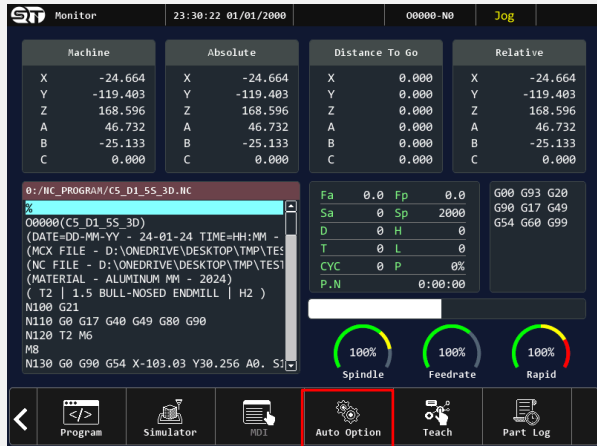 Monitor 23:30:22 01/01/2000 O0000-N0 Jog
Machine
X -24.664
Y -119.403
Z 168.596
A 46.732
B -25.133
C 0.000
Absolute
X -24.664
Y -119.403
Z 168.596
A 46.732
B -25.133
C 0.000
Distance To Go
X 0.000
Y 0.000
Z 0.000
A 0.000
B 0.000
C 0.000
Relative
X -24.664
Y -119.403
Z 168.596
A 46.732
B -25.133
C 0.000
0:/NC_PROGRAM/C5_D1_5S_3D.NC
%
O0000(C5_D1_5S_3D)
(DATE=DD-MM-YY - 24-01-24 TIME=HH:MM -
(MCX FILE - D:\ONEDRIVE\DESKTOP\TMP\TES
(NC FILE - D:\ONEDRIVE\DESKTOP\TMP\TEST
(MATERIAL - ALUMINUM MM - 2024)
( T2 | 1.5 BULL-NOSED ENDMILL | H2 )
N100 G21
N110 G0 G17 G40 G49 G80 G90
N120 T2 M6
M8
N130 G0 G90 G54 X-103.03 Y30.256 A0.
Fa 0.0 Fp 0.0
Sa 0 Sp 2000
D 0 H 0
T 0 L 0
CYC 0 P 0%
P.N 0:00:00
G00 G93 G20
G90 G17 G49
G54 G60 G99
100% 100% 100%
Spindle Feedrate Rapid
Program Simulator MDI Auto Option Teach Part Log